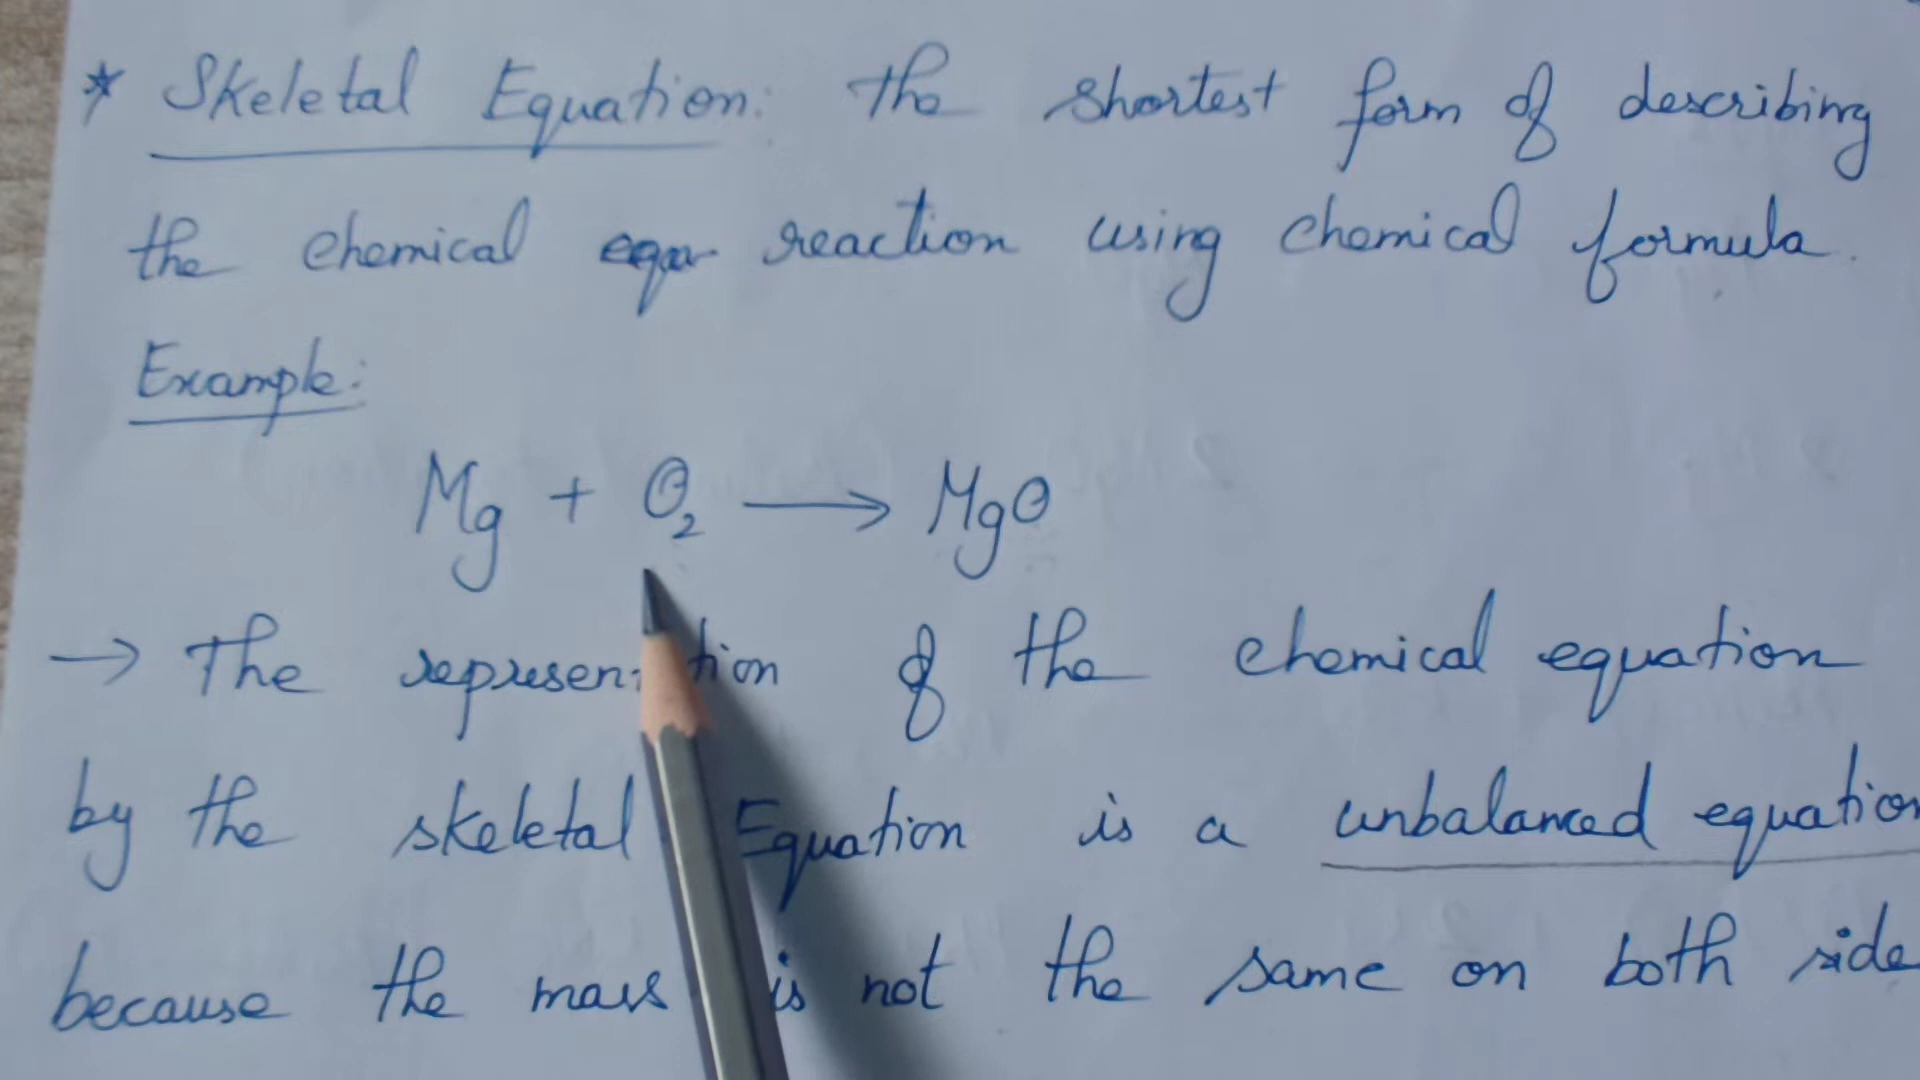 * Skeletal Equation: The shortest form of describing
the chemical equa reaction using chemical formula.
Example:
Mg + O₂ → MgO
→ The represention of the chemical equation
by the skeletal Equation is a unbalanced equation
because the mass is not the same on both side